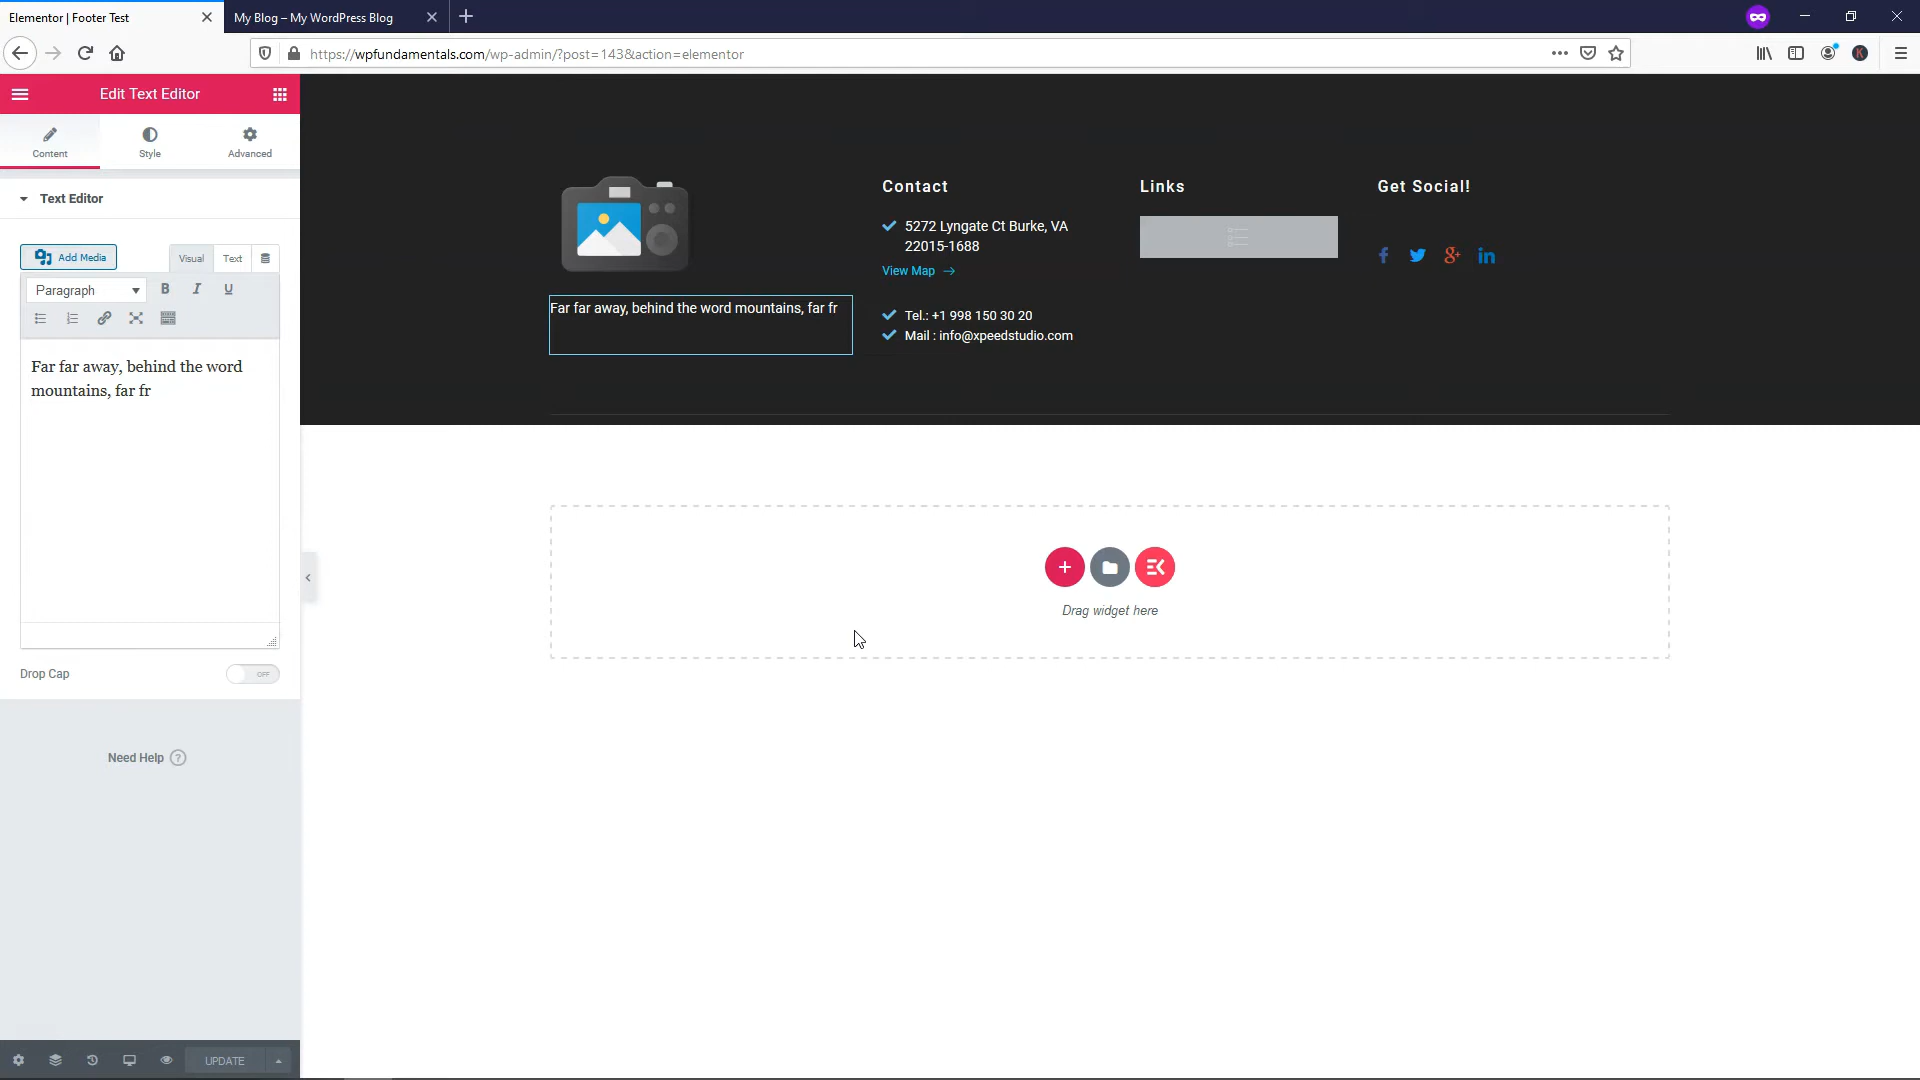 Elementor | Footer Test
My Blog – My WordPress Blog
https://wpfundamentals.com/wp-admin/?post=143&action=elementor
Edit Text Editor
Content
Style
Advanced
Text Editor
Add Media
Visual
Text
Paragraph
B I U
Far far away, behind the word
mountains, far fr
Drop Cap
OFF
Need Help ?
UPDATE
Far far away, behind the word mountains, far fr
Contact
5272 Lyngate Ct Burke, VA
22015-1688
View Map
Tel.: +1 998 150 30 20
Mail : info@xpeedstudio.com
Links
Get Social!
Drag widget here